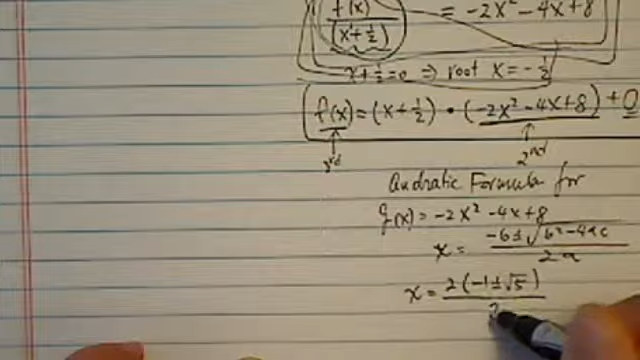 f(x)/(x+½) = -2x² - 4x + 8
x + ½ = 0 ⇒ root x = -½
f(x) = (x+½) • (-2x² - 4x + 8) + 0
3rd 2nd
Quadratic Formula for
g(x) = -2x² - 4x + 8
x = -b ± √b² - 4ac / 2a
x = 2(-1 ± √5) / 2